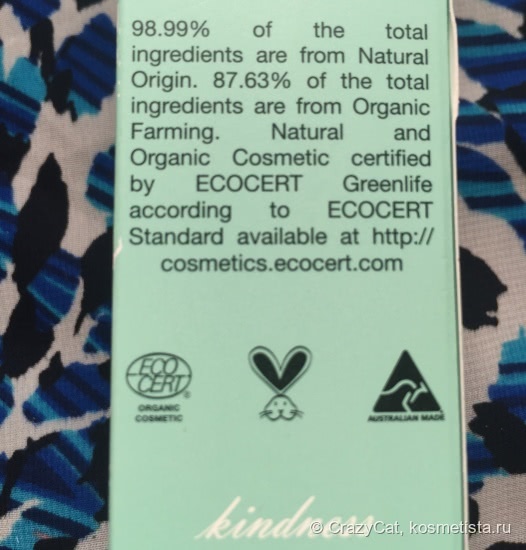 98.99% of the total
ingredients are from Natural
Origin. 87.63% of the total
ingredients are from Organic
Farming. Natural and
Organic Cosmetic certified
by ECOCERT Greenlife
according to ECOCERT
Standard available at http://
cosmetics.ecocert.com
ECO
CERT®
ORGANIC
COSMETIC
AUSTRALIAN MADE
kindness
© CrazyCat, kosmetista.ru